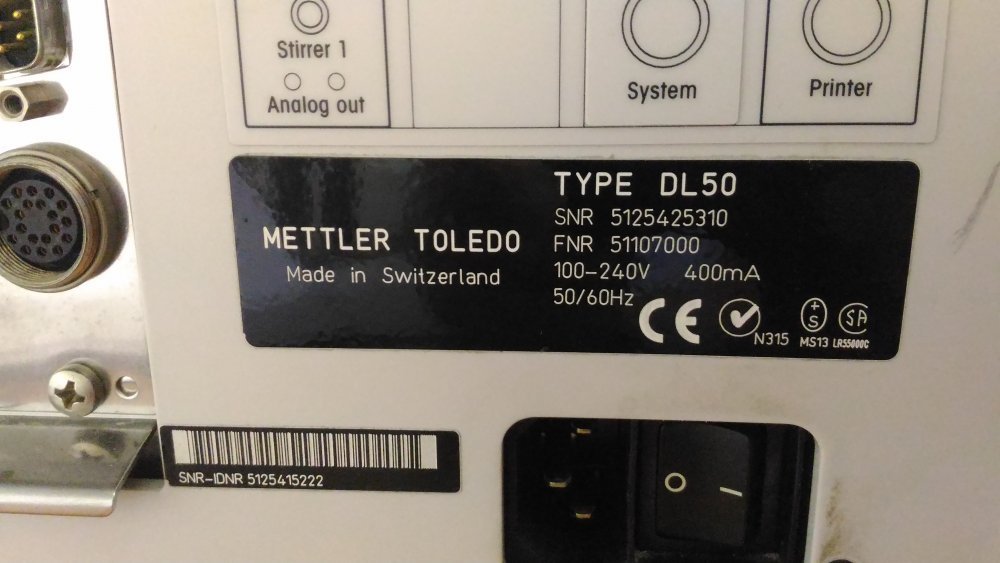 Stirrer 1
Analog out
System
Printer
METTLER TOLEDO
Made in Switzerland
TYPE DL50
SNR 5125425310
FNR 51107000
100-240V 400mA
50/60Hz
CE
N315
+S
MS13
SA
LR55000C
SNR-IDNR 5125415222
O